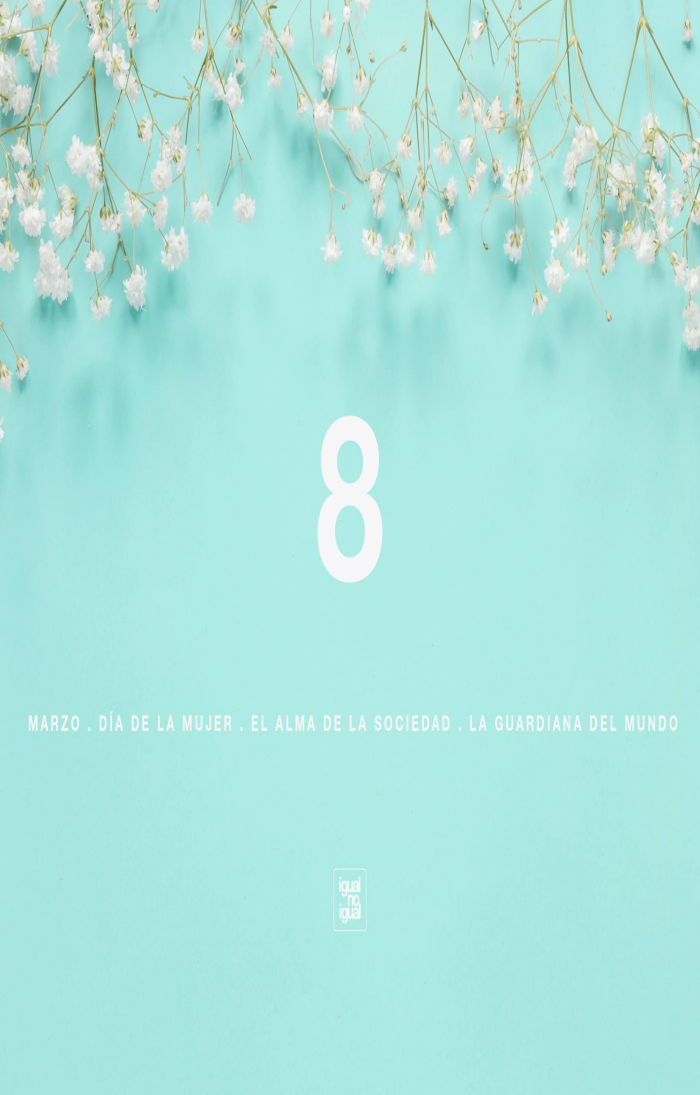 8
MARZO . DÍA DE LA MUJER . EL ALMA DE LA SOCIEDAD . LA GUARDIANA DEL MUNDO
igual
no
igual